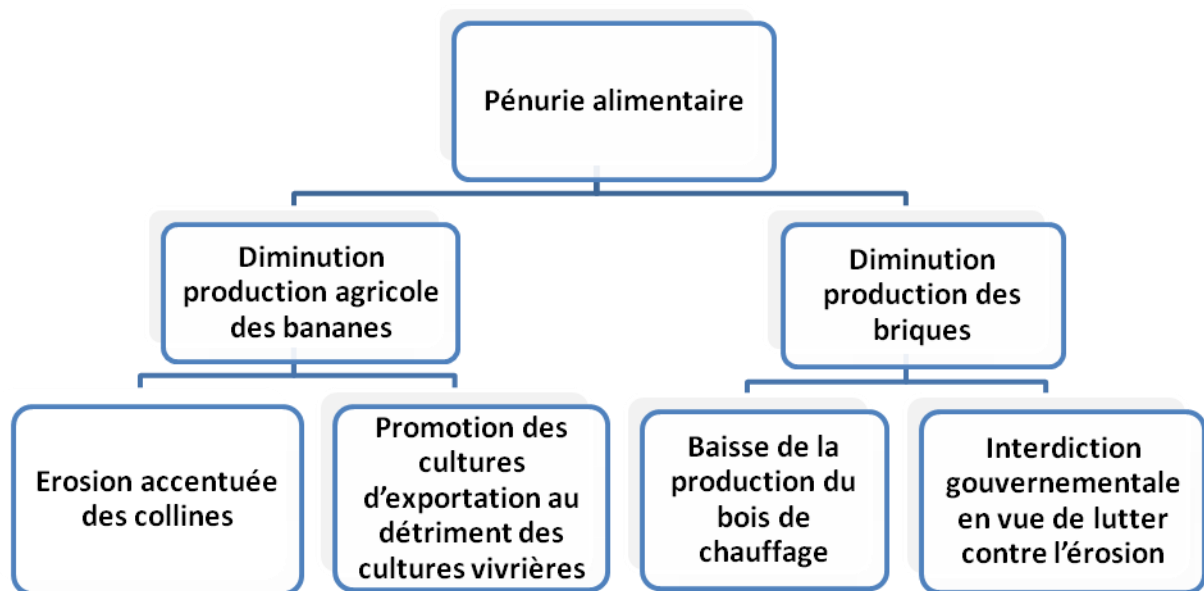 Pénurie alimentaire
Diminution
production agricole
des bananes
Diminution
production des
briques
Erosion accentuée
des collines
Promotion des
cultures
d’exportation au
détriment des
cultures vivrières
Baisse de la
production du
bois de
chauffage
Interdiction
gouvernementale
en vue de lutter
contre l’érosion